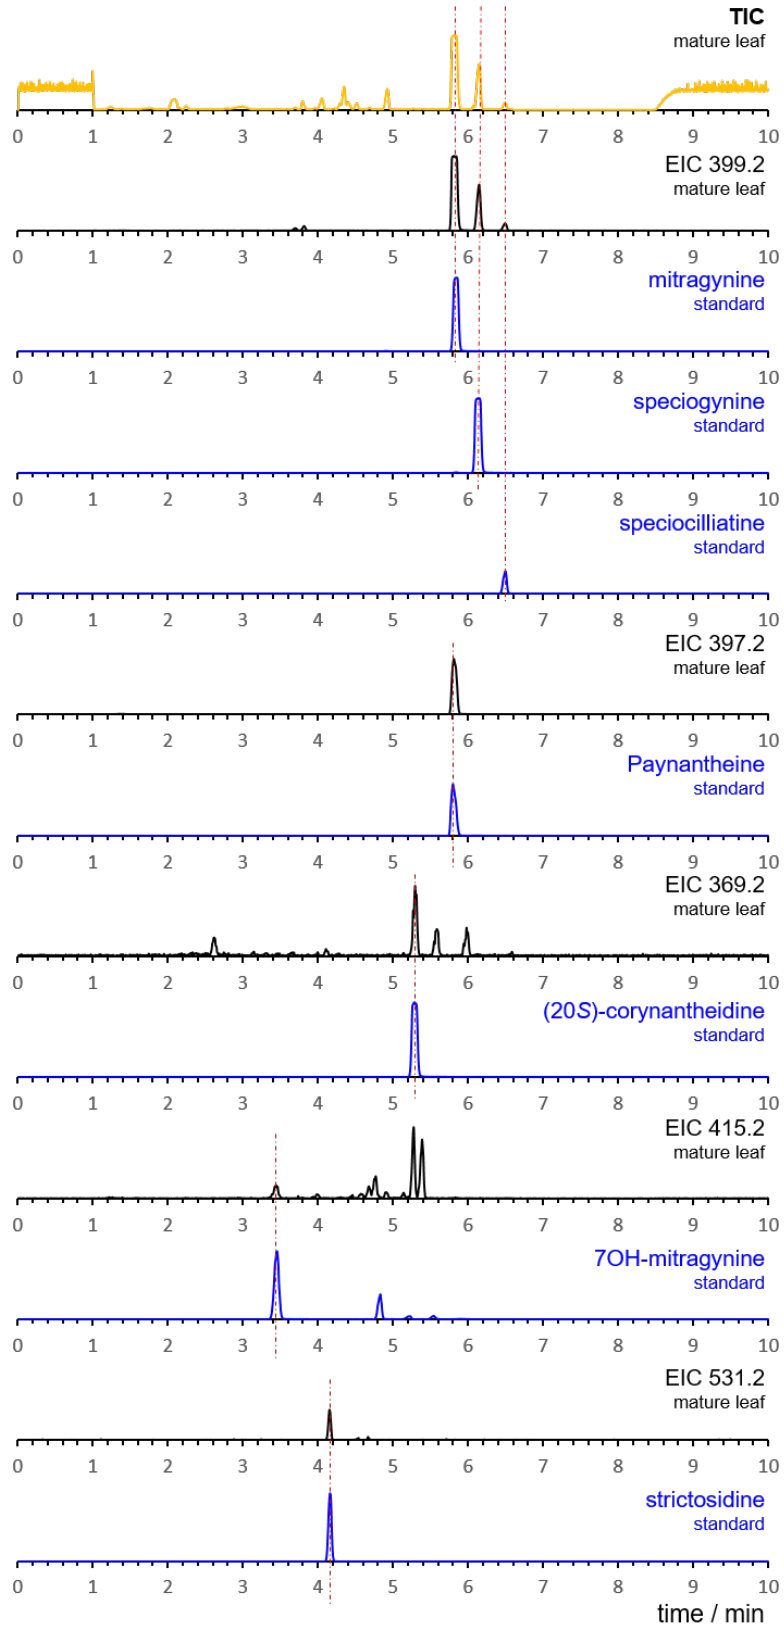 TIC
mature leaf
0 1 2 3 4 5 6 7 8 9 10
EIC 399.2
mature leaf
0 1 2 3 4 5 6 7 8 9 10
mitragynine
standard
0 1 2 3 4 5 6 7 8 9 10
speciogynine
standard
0 1 2 3 4 5 6 7 8 9 10
speciocilliatine
standard
0 1 2 3 4 5 6 7 8 9 10
EIC 397.2
mature leaf
0 1 2 3 4 5 6 7 8 9 10
Paynantheine
standard
0 1 2 3 4 5 6 7 8 9 10
EIC 369.2
mature leaf
0 1 2 3 4 5 6 7 8 9 10
(20S)-corynantheidine
standard
0 1 2 3 4 5 6 7 8 9 10
EIC 415.2
mature leaf
0 1 2 3 4 5 6 7 8 9 10
7OH-mitragynine
standard
0 1 2 3 4 5 6 7 8 9 10
EIC 531.2
mature leaf
0 1 2 3 4 5 6 7 8 9 10
strictosidine
standard
0 1 2 3 4 5 6 7 8 9 10
time / min